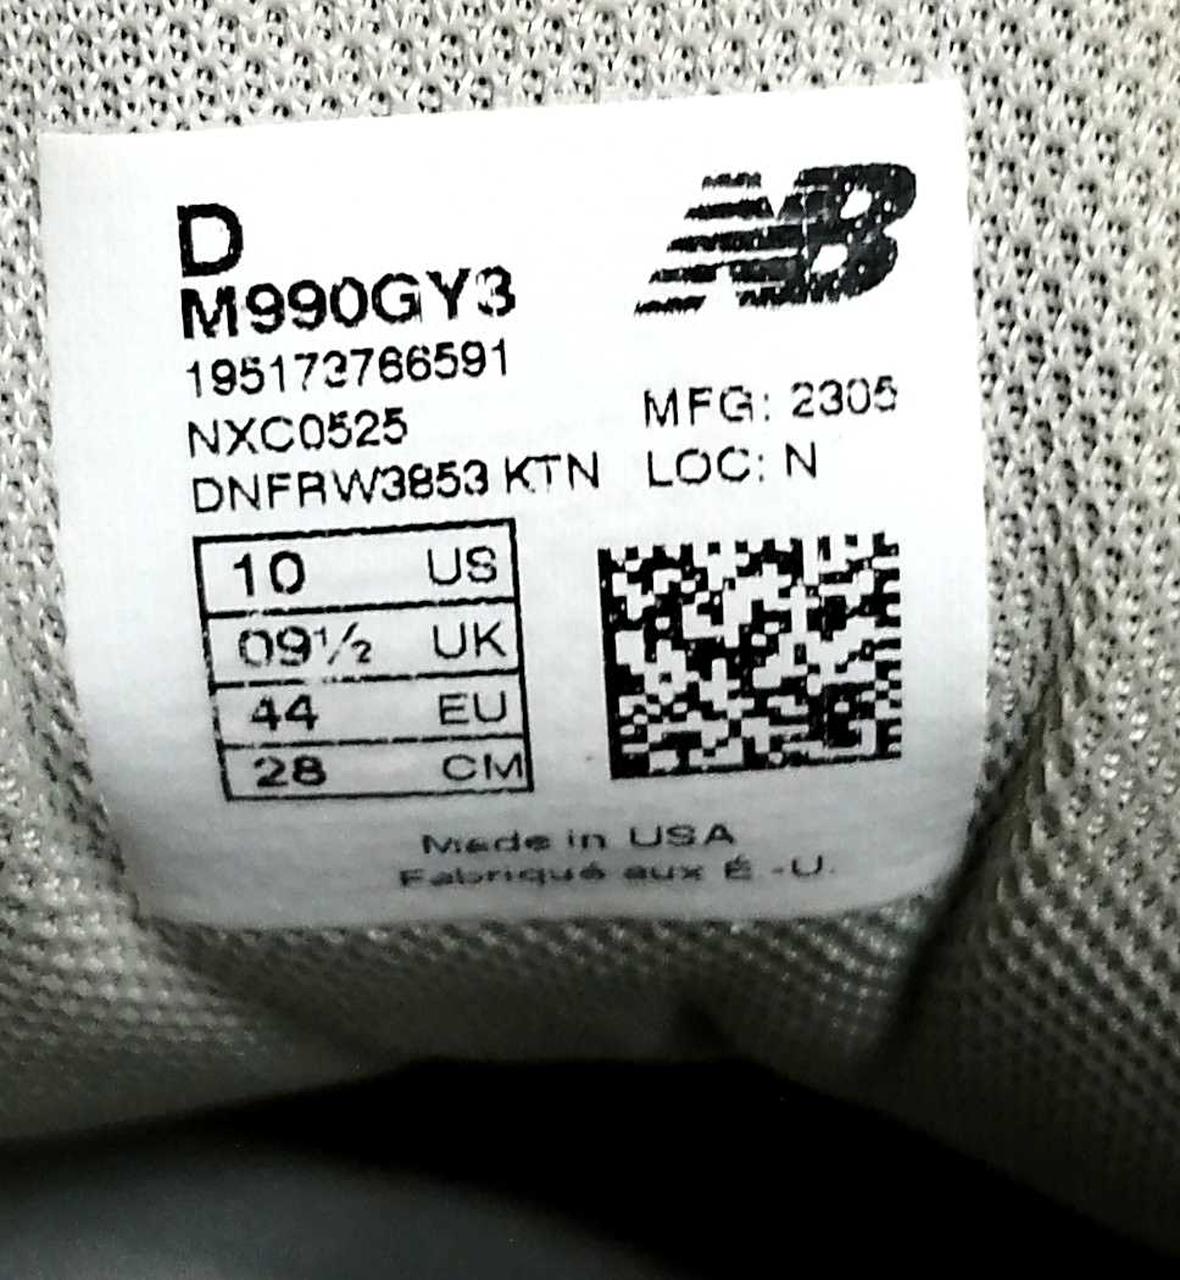 D
NB
M990GY3
195173766591
NXC0525
MFG: 2305
DNFRW3853 KTN
LOC: N
10 US
09½ UK
44 EU
28 CM
Made in USA
Fabriqué aux É.-U.